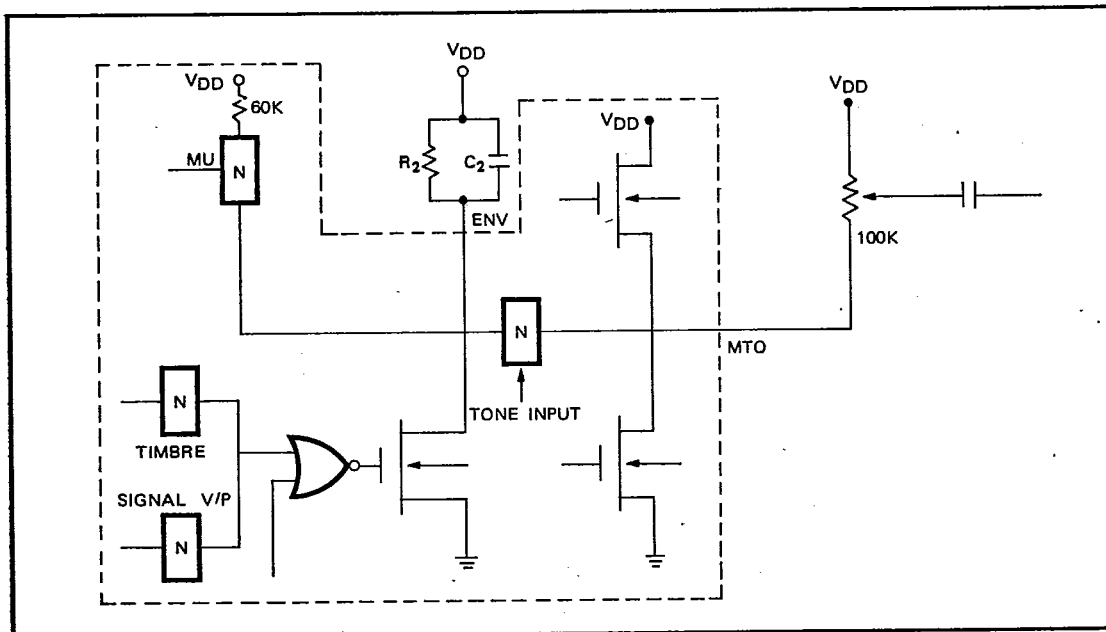 VDD
60K
MU
N
VDD
R2
C2
ENV
VDD
VDD
100K
N
TONE INPUT
MTO
N
TIMBRE
SIGNAL V/P
N